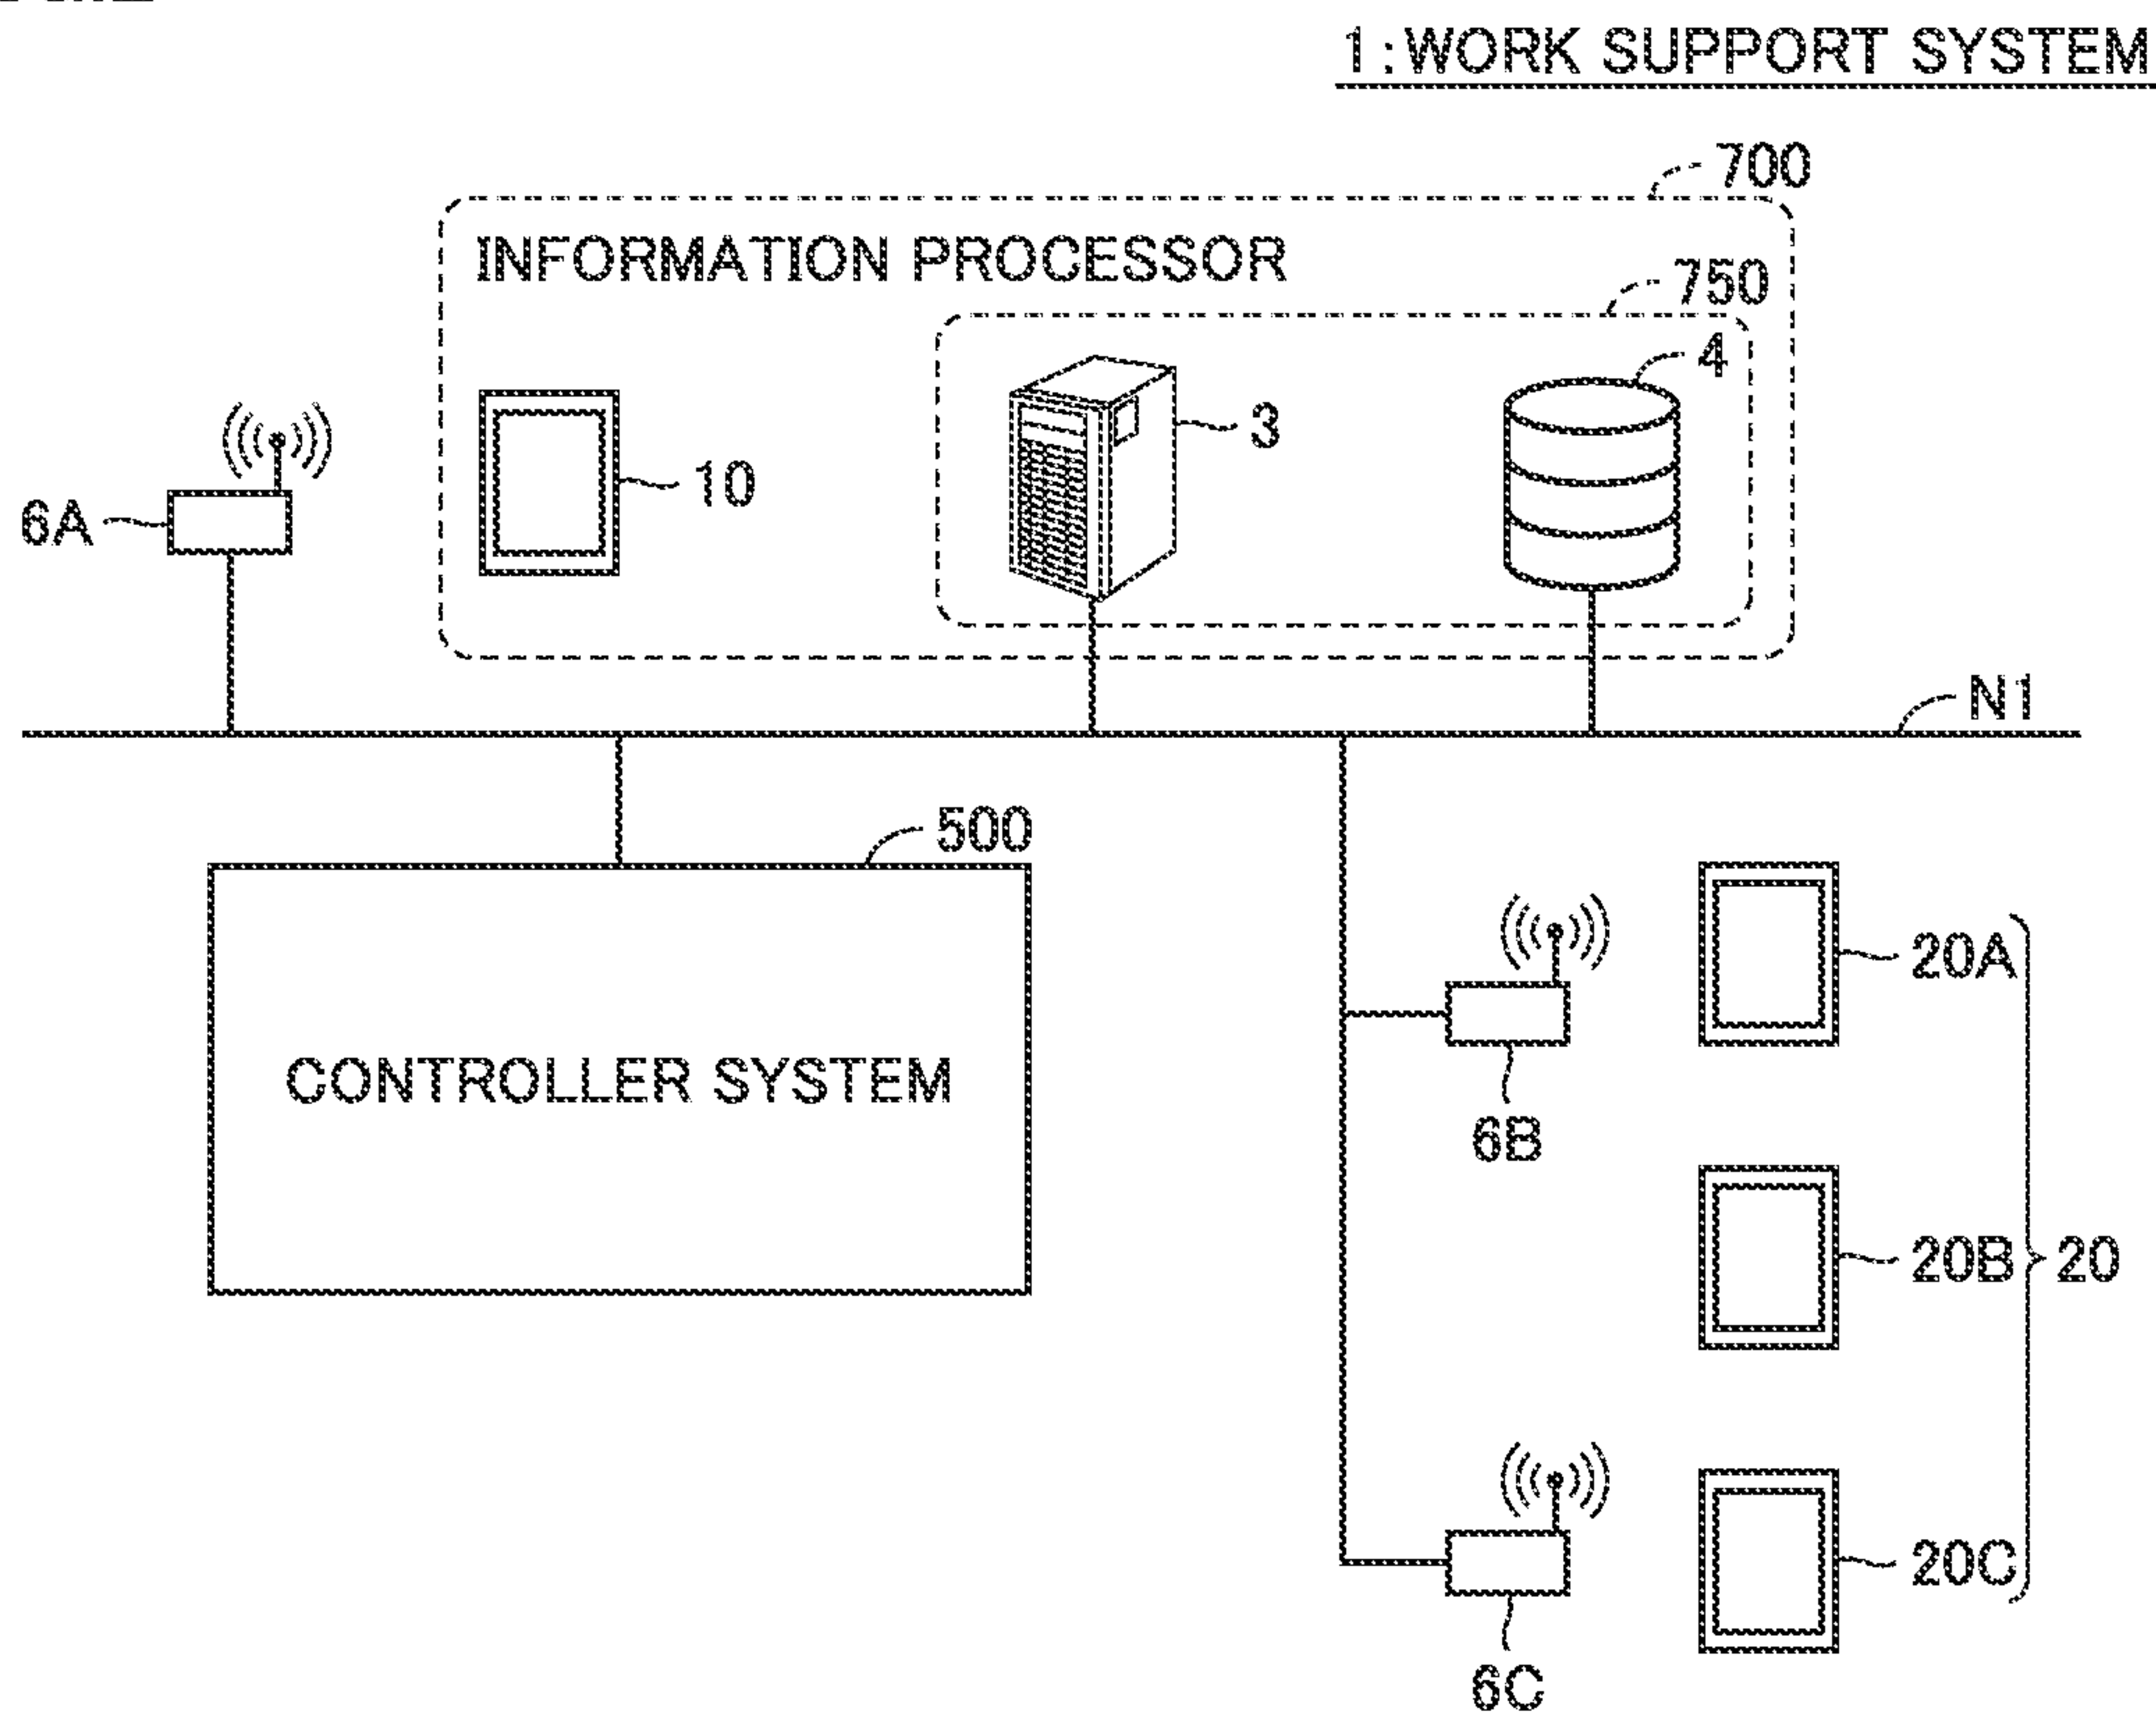 1:WORK SUPPORT SYSTEM
700
INFORMATION PROCESSOR
750
4
3
10
6A
N1
500
CONTROLLER SYSTEM
20A
6B
20B
20
20C
6C